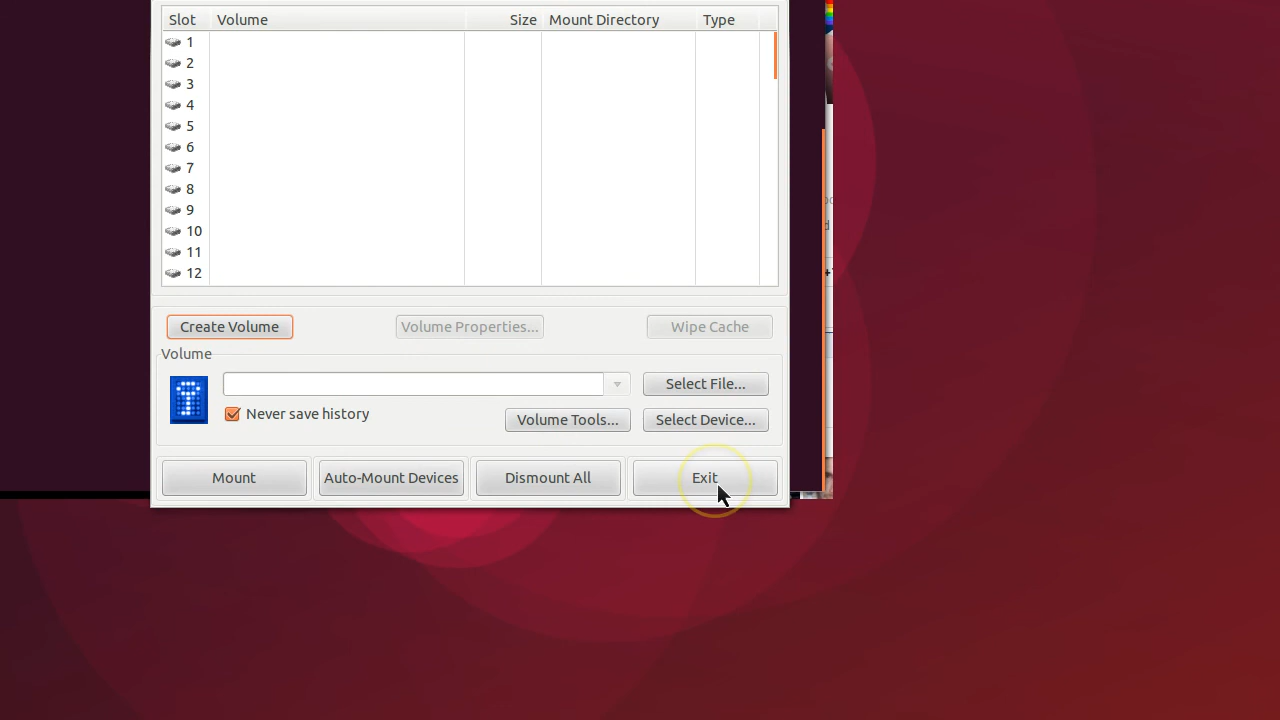 Slot Volume Size Mount Directory Type
1
2
3
4
5
6
7
8
9
10
11
12
Create Volume Volume Properties... Wipe Cache
Volume
Select File...
Never save history
Volume Tools... Select Device...
Mount Auto-Mount Devices Dismount All Exit